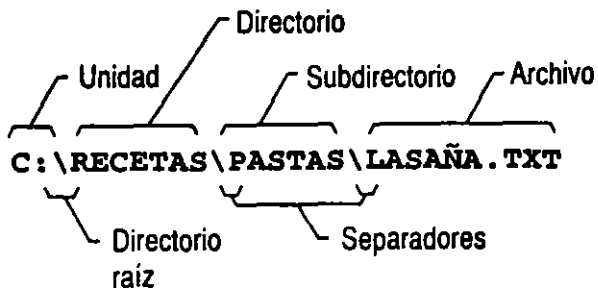 Directorio
Unidad
Subdirectorio
Archivo
C:\RECETAS\PASTAS\LASAÑA.TXT
Directorio
raíz
Separadores